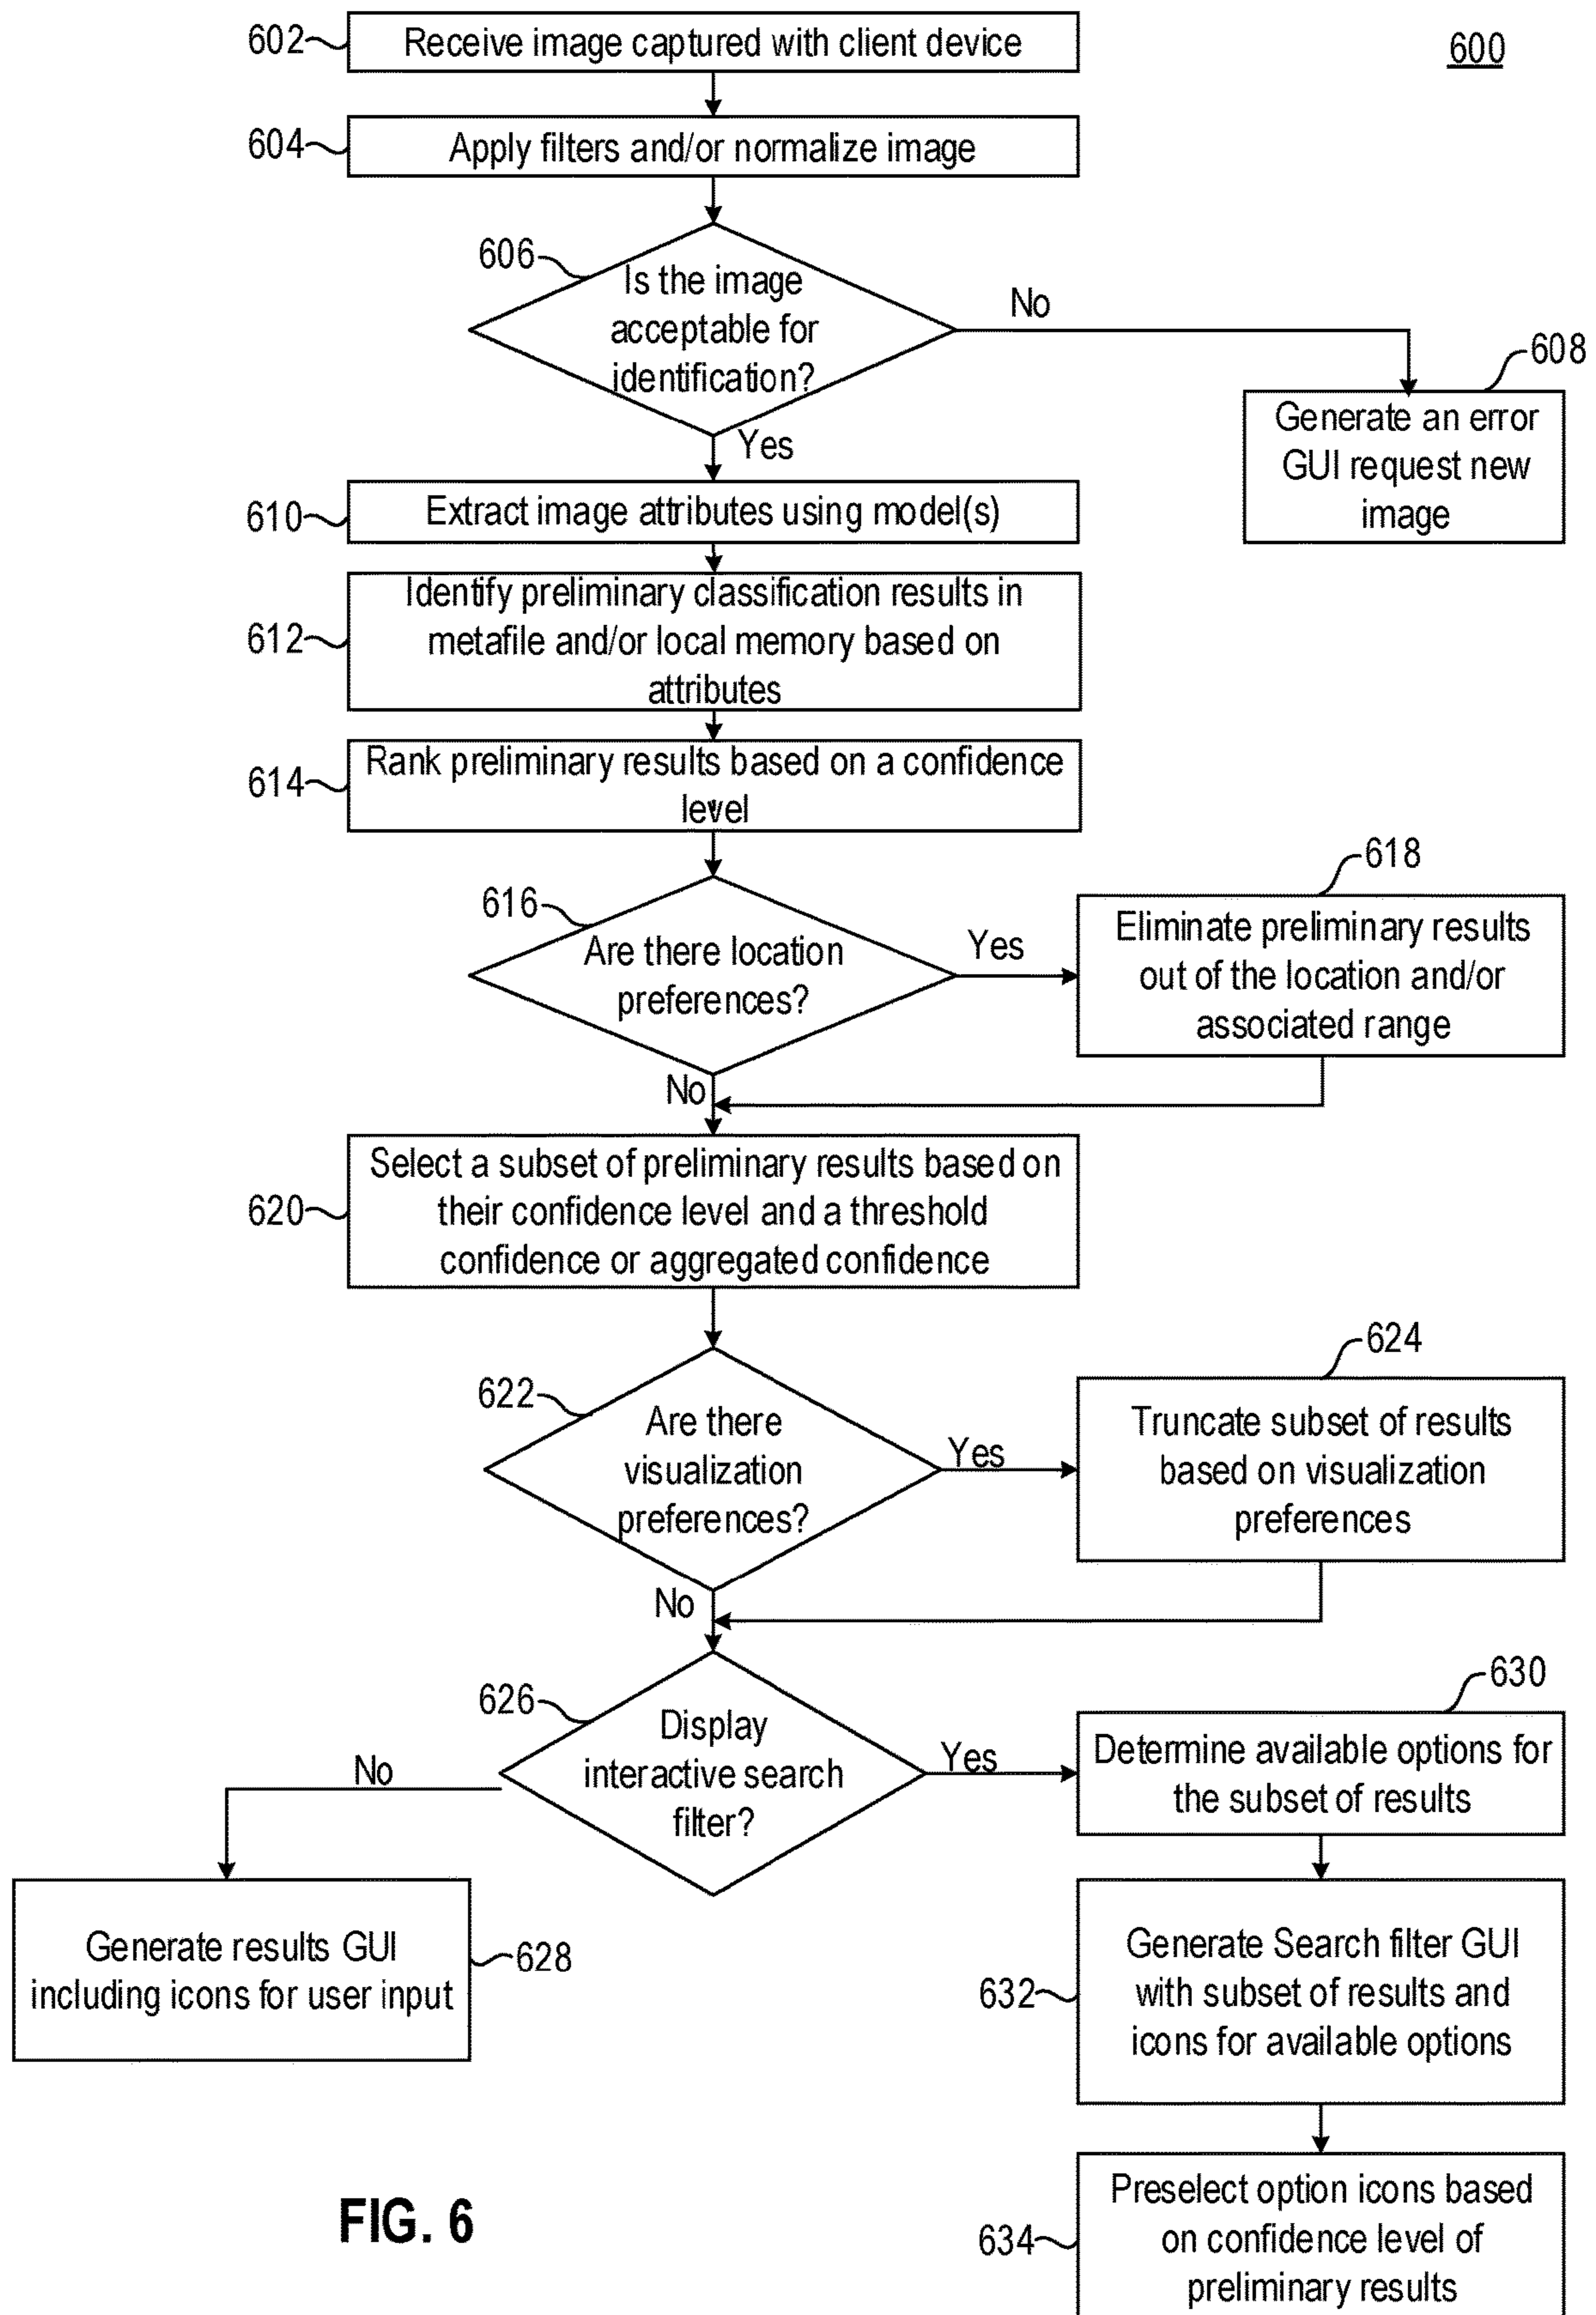 602
Receive image captured with client device
600
604
Apply filters and/or normalize image
606
Is the image
acceptable for
identification?
No
608
Generate an error
GUI request new
image
Yes
610
Extract image attributes using model(s)
612
Identify preliminary classification results in
metafile and/or local memory based on
attributes
614
Rank preliminary results based on a confidence
level
616
Are there location
preferences?
Yes
618
Eliminate preliminary results
out of the location and/or
associated range
No
620
Select a subset of preliminary results based on
their confidence level and a threshold
confidence or aggregated confidence
622
Are there
visualization
preferences?
Yes
624
Truncate subset of results
based on visualization
preferences
No
626
Display
interactive search
filter?
No
Yes
630
Determine available options for
the subset of results
Generate results GUI
including icons for user input
628
632
Generate Search filter GUI
with subset of results and
icons for available options
634
Preselect option icons based
on confidence level of
preliminary results
FIG. 6